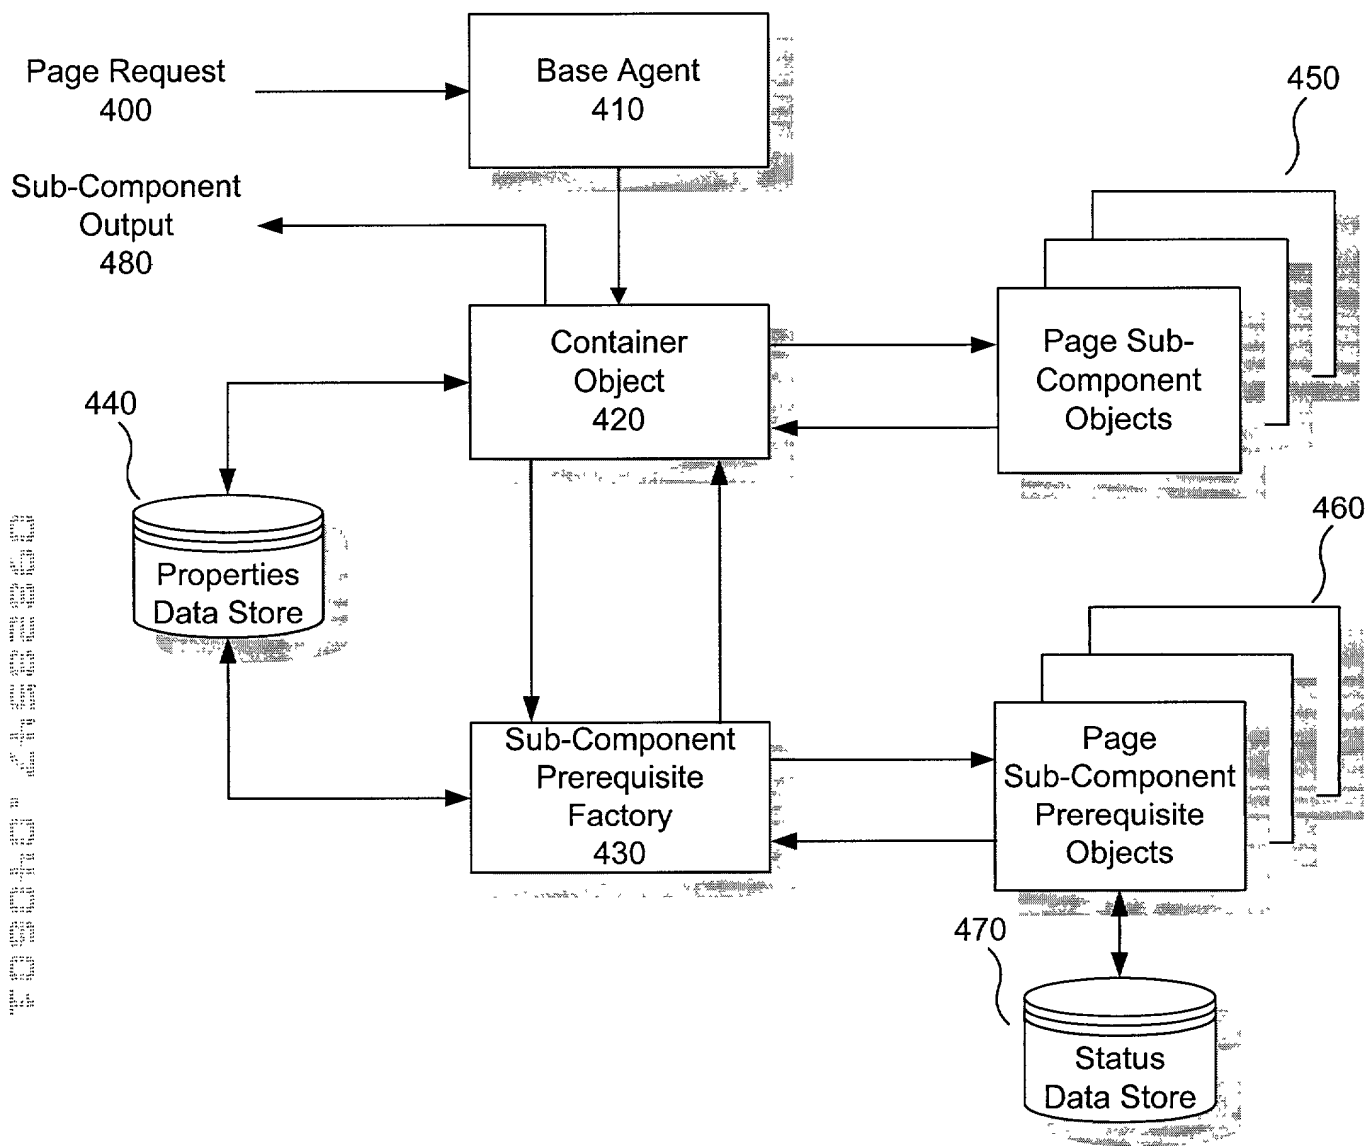 Page Request
400
Base Agent
410
450
Sub-Component
Output
480
Container
Object
420
Page Sub-
Component
Objects
440
Properties
Data Store
460
Sub-Component
Prerequisite
Factory
430
Page
Sub-Component
Prerequisite
Objects
470
Status
Data Store